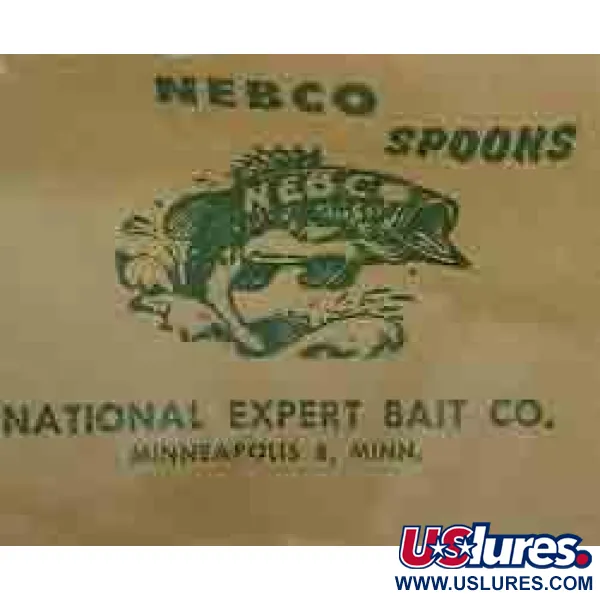 NEBCO
SPOONS
NEBCO
NATIONAL EXPERT BAIT CO.
MINNEAPOLIS 8, MINN.
USlures.
WWW.USLURES.COM